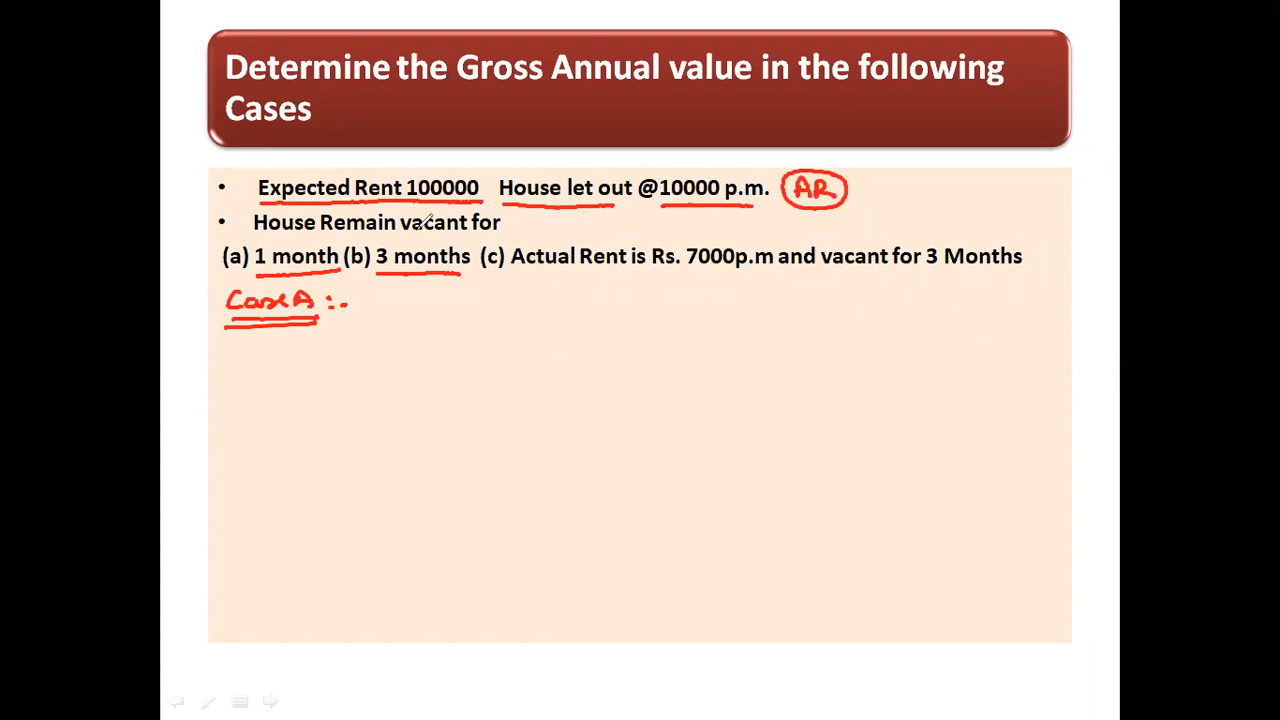 Determine the Gross Annual value in the following
Cases
• Expected Rent 100000 House let out @10000 p.m. AR
• House Remain vacant for
(a) 1 month (b) 3 months (c) Actual Rent is Rs. 7000p.m and vacant for 3 Months
Case A :-